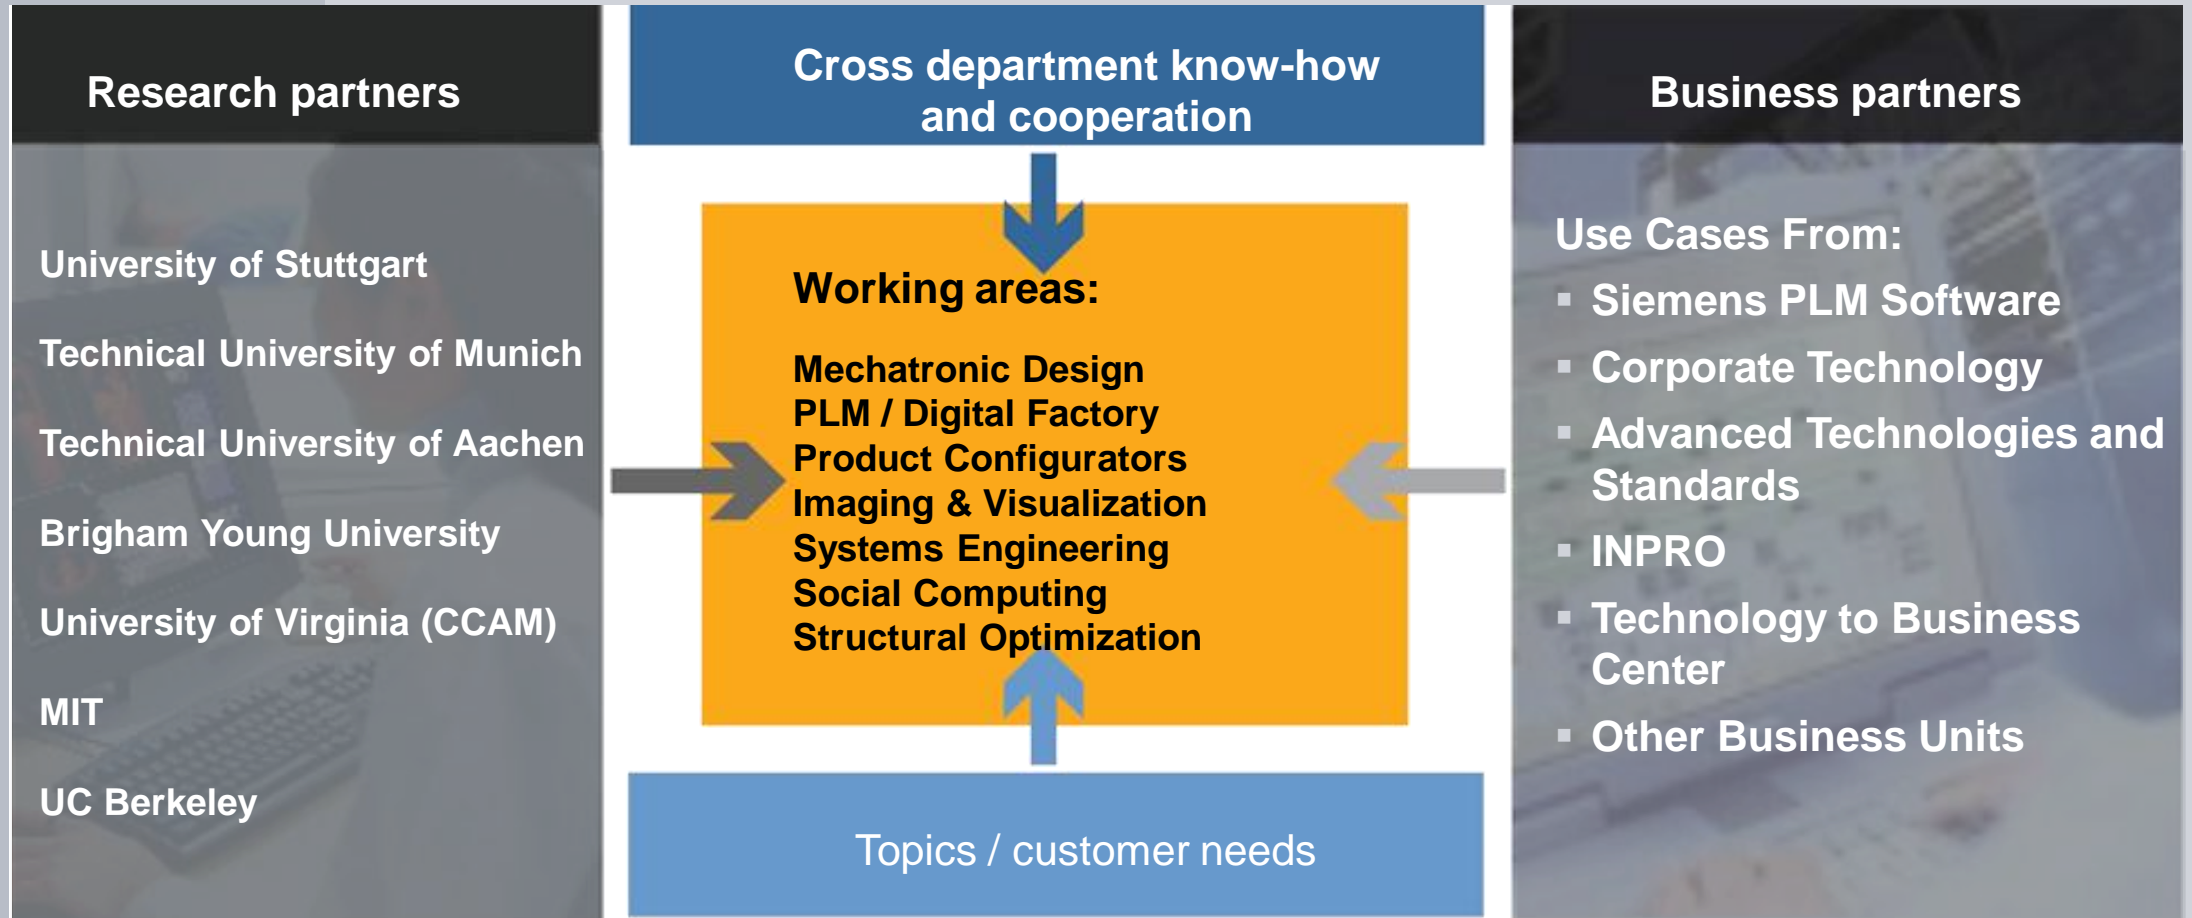 Research partners
University of Stuttgart
Technical University of Munich
Technical University of Aachen
Brigham Young University
University of Virginia (CCAM)
MIT
UC Berkeley
Cross department know-how
and cooperation
Working areas:
Mechatronic Design
PLM / Digital Factory
Product Configurators
Imaging & Visualization
Systems Engineering
Social Computing
Structural Optimization
Topics / customer needs
Business partners
Use Cases From:
▪ Siemens PLM Software
▪ Corporate Technology
▪ Advanced Technologies and
Standards
▪ INPRO
▪ Technology to Business
Center
▪ Other Business Units